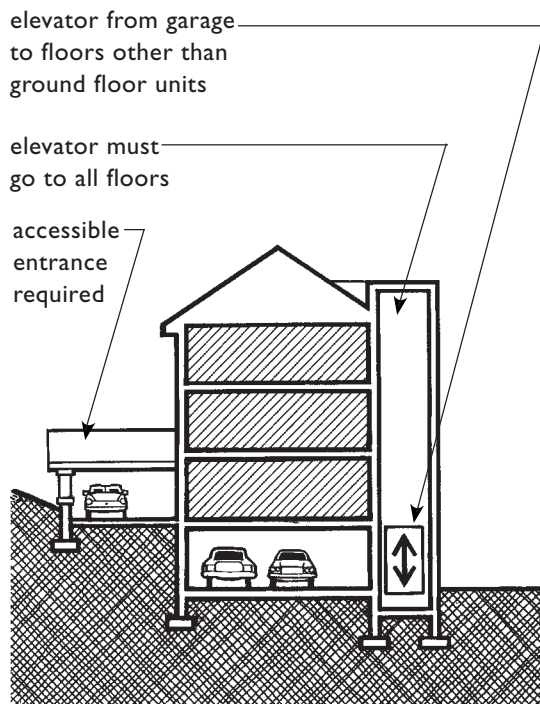 elevator from garage
to floors other than
ground floor units
elevator must
go to all floors
accessible
entrance
required